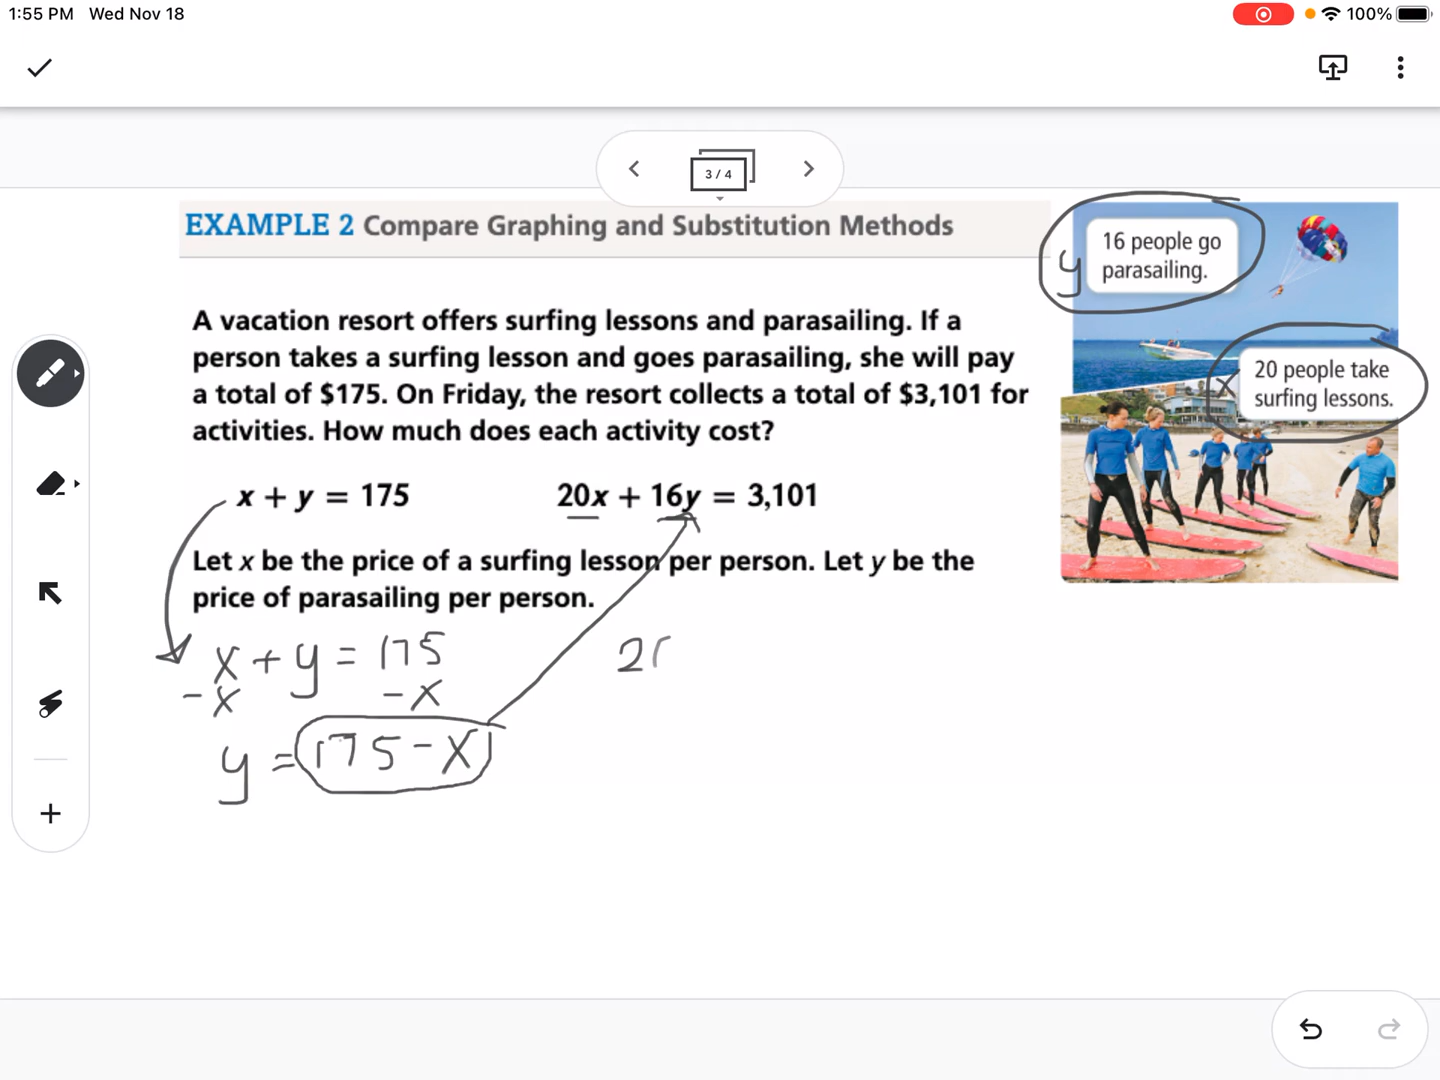 1:55 PM Wed Nov 18
100%
3 / 4
EXAMPLE 2 Compare Graphing and Substitution Methods
y
16 people go
parasailing.
A vacation resort offers surfing lessons and parasailing. If a
person takes a surfing lesson and goes parasailing, she will pay
a total of $175. On Friday, the resort collects a total of $3,101 for
activities. How much does each activity cost?
x
20 people take
surfing lessons.
x + y = 175
20x + 16y = 3,101
Let x be the price of a surfing lesson per person. Let y be the
price of parasailing per person.
x + y = 175
- x - x
y = 175 - x
2